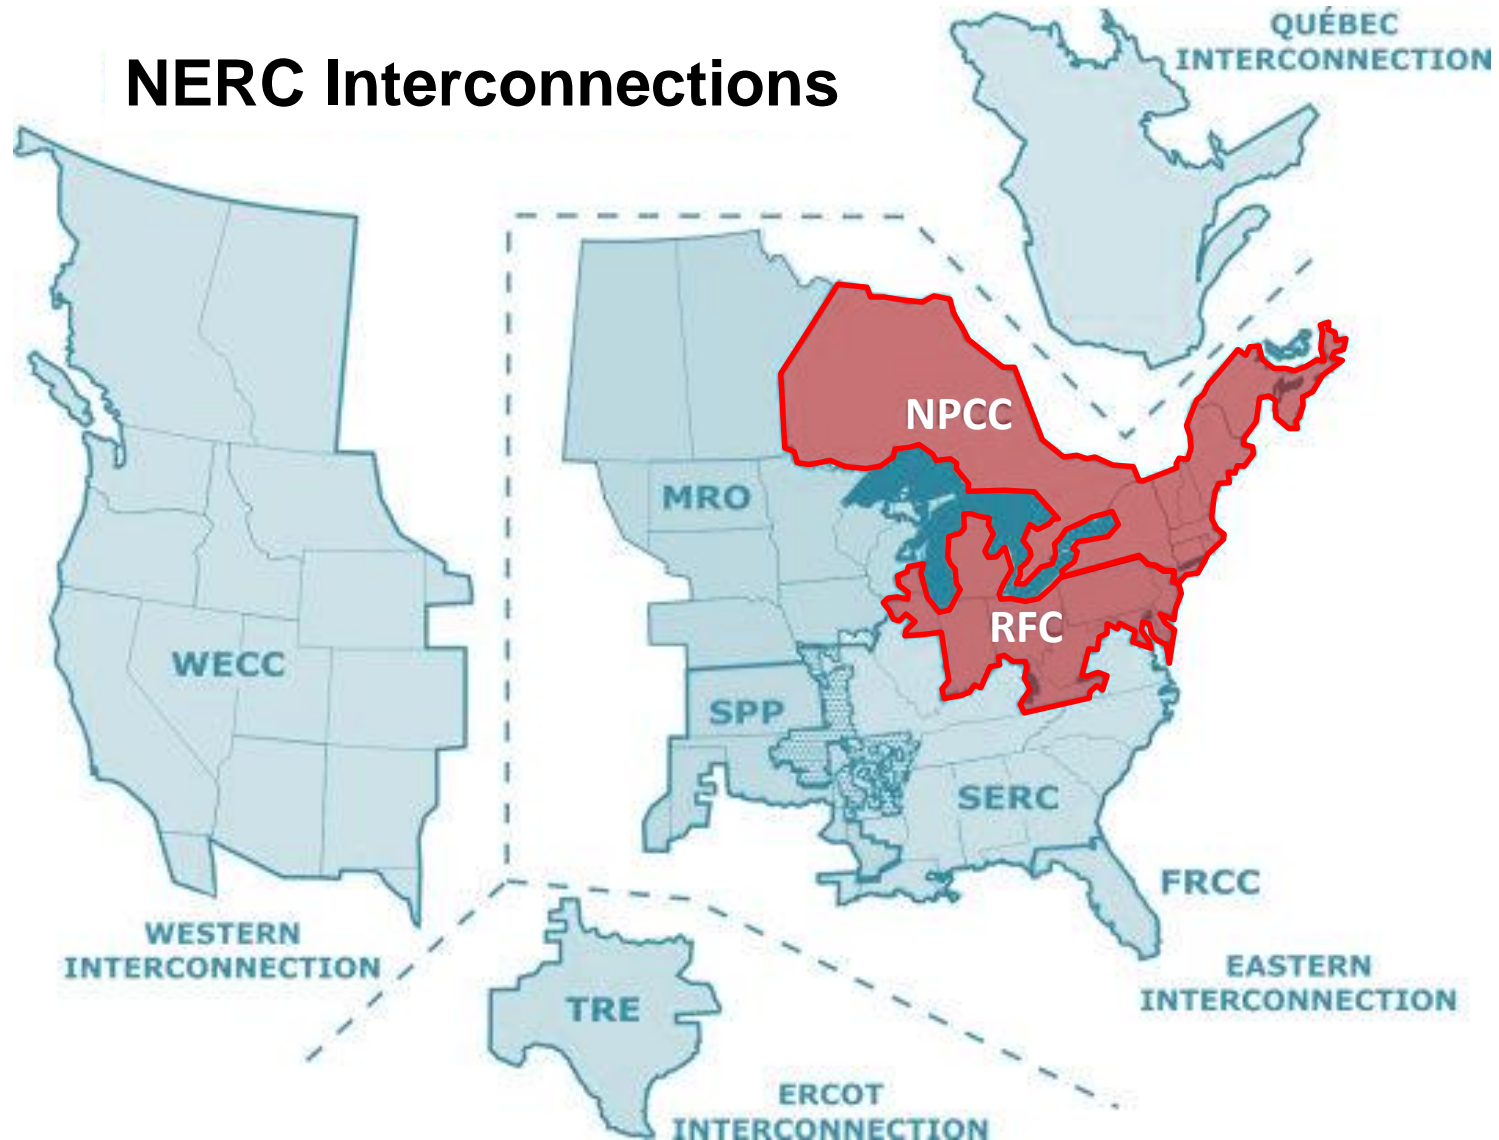 QUÉBEC
INTERCONNECTION
NERC Interconnections
NPCC
MRO
RFC
WECC
SPP
SERC
FRCC
WESTERN
INTERCONNECTION
EASTERN
INTERCONNECTION
TRE
ERCOT
INTERCONNECTION